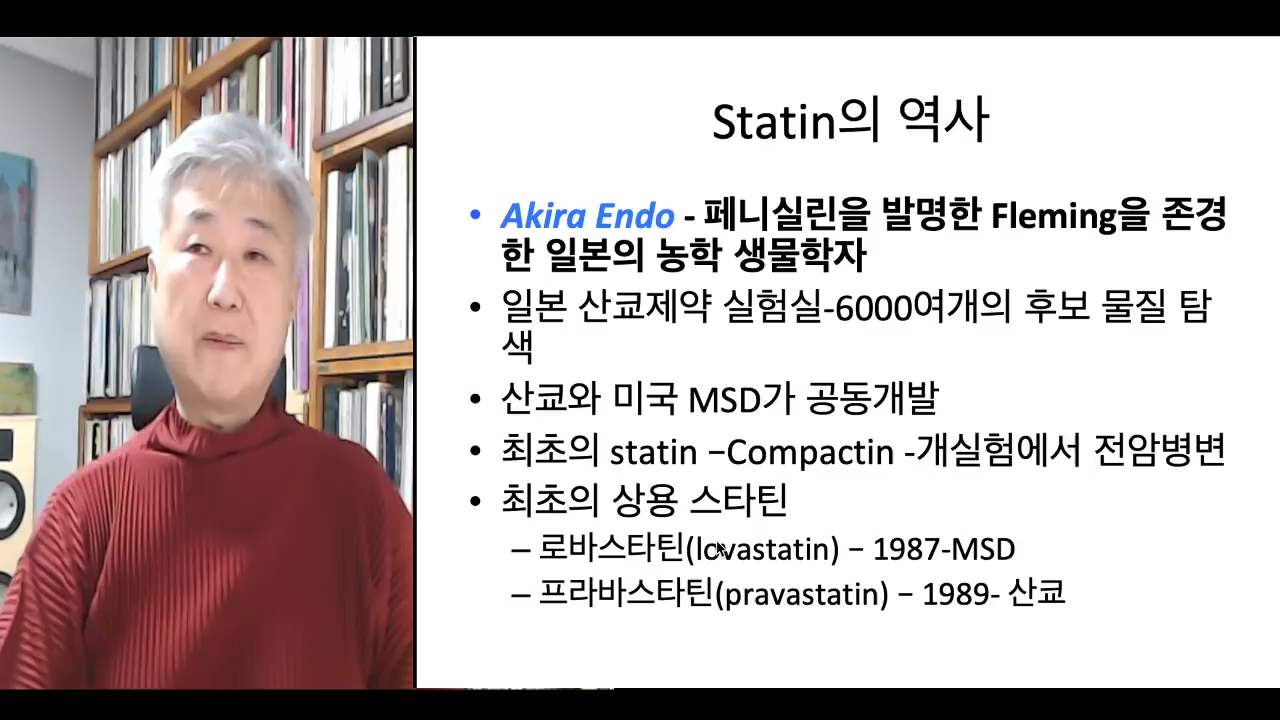 Statin의 역사
• Akira Endo - 페니실린을 발명한 Fleming을 존경
한 일본의 농학 생물학자
• 일본 산쿄제약 실험실-6000여개의 후보 물질 탐
색
• 산쿄와 미국 MSD가 공동개발
• 최초의 statin –Compactin -개실험에서 전암병변
• 최초의 상용 스타틴
– 로바스타틴(lovastatin) – 1987-MSD
– 프라바스타틴(pravastatin) – 1989- 산쿄